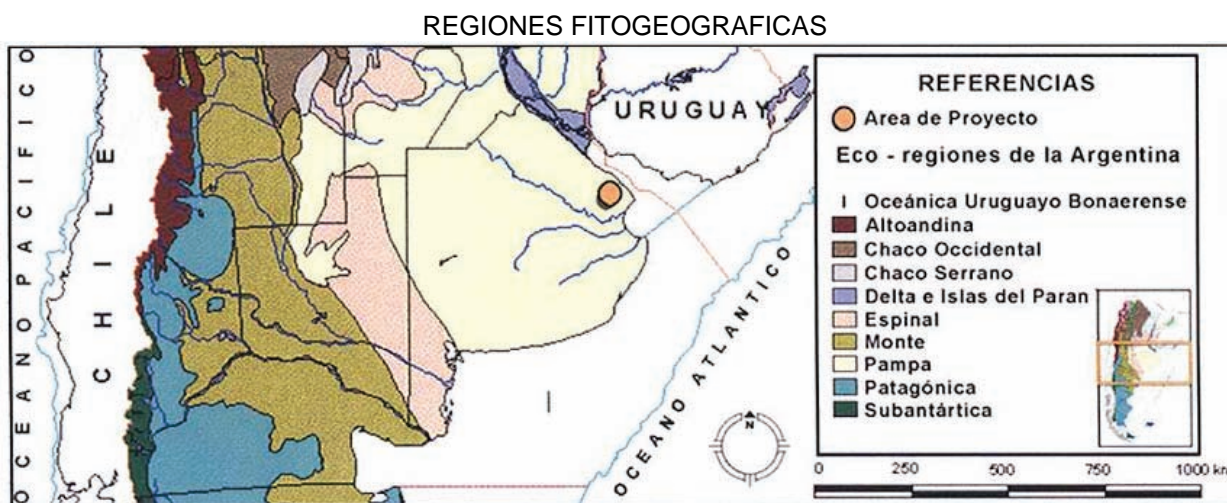 REGIONES FITOGEOGRAFICAS
OCEANO PACIFICO
CHILE
URUGUAY
OCEANO ATLANTICO
I
N
REFERENCIAS
Area de Proyecto
Eco - regiones de la Argentina
I Oceánica Uruguayo Bonaerense
Altoandina
Chaco Occidental
Chaco Serrano
Delta e Islas del Paran
Espinal
Monte
Pampa
Patagónica
Subantártica
0 250 500 750 1000 km